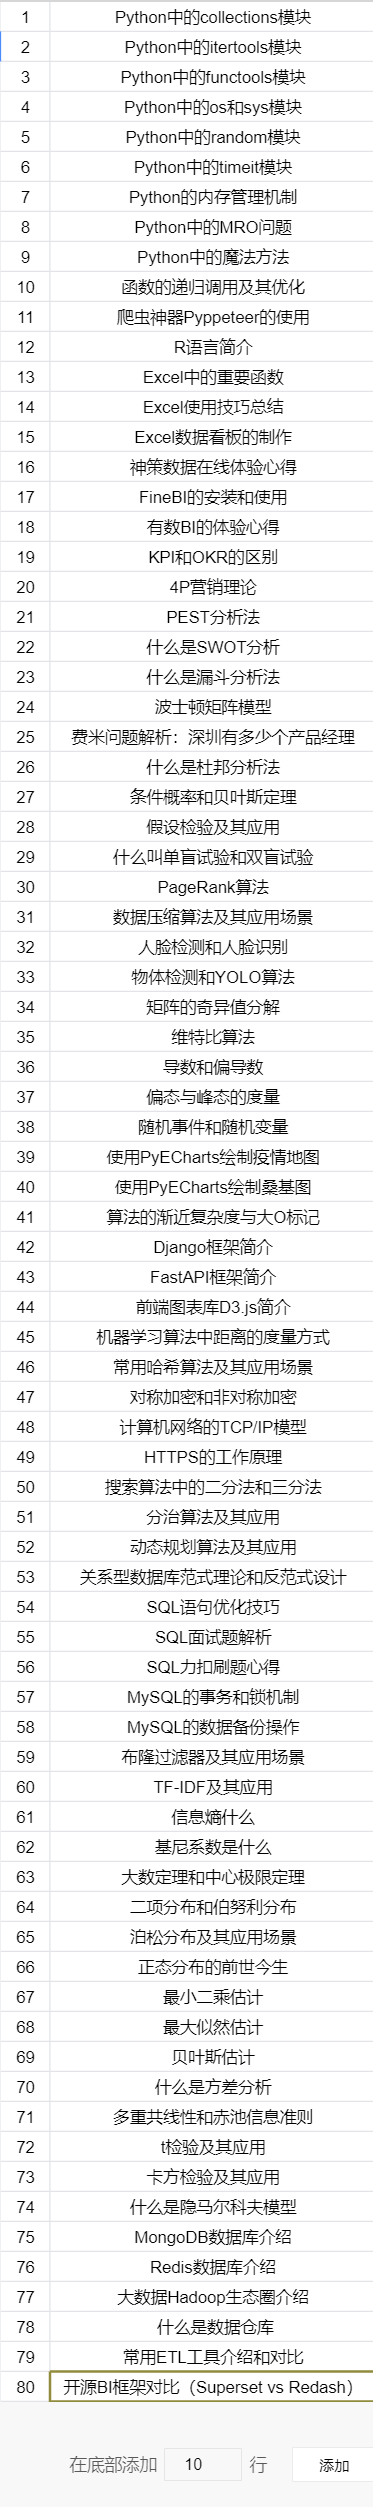 1 Python中的collections模块
2 Python中的itertools模块
3 Python中的functools模块
4 Python中的os和sys模块
5 Python中的random模块
6 Python中的timeit模块
7 Python的内存管理机制
8 Python中的MRO问题
9 Python中的魔法方法
10 函数的递归调用及其优化
11 爬虫神器Pyppeteer的使用
12 R语言简介
13 Excel中的重要函数
14 Excel使用技巧总结
15 Excel数据看板的制作
16 神策数据在线体验心得
17 FineBI的安装和使用
18 有数BI的体验心得
19 KPI和OKR的区别
20 4P营销理论
21 PEST分析法
22 什么是SWOT分析
23 什么是漏斗分析法
24 波士顿矩阵模型
25 费米问题解析：深圳有多少个产品经理
26 什么是杜邦分析法
27 条件概率和贝叶斯定理
28 假设检验及其应用
29 什么叫单盲试验和双盲试验
30 PageRank算法
31 数据压缩算法及其应用场景
32 人脸检测和人脸识别
33 物体检测和YOLO算法
34 矩阵的奇异值分解
35 维特比算法
36 导数和偏导数
37 偏态与峰态的度量
38 随机事件和随机变量
39 使用PyECharts绘制疫情地图
40 使用PyECharts绘制桑基图
41 算法的渐近复杂度与大O标记
42 Django框架简介
43 FastAPI框架简介
44 前端图表库D3.js简介
45 机器学习算法中距离的度量方式
46 常用哈希算法及其应用场景
47 对称加密和非对称加密
48 计算机网络的TCP/IP模型
49 HTTPS的工作原理
50 搜索算法中的二分法和三分法
51 分治算法及其应用
52 动态规划算法及其应用
53 关系型数据库范式理论和反范式设计
54 SQL语句优化技巧
55 SQL面试题解析
56 SQL力扣刷题心得
57 MySQL的事务和锁机制
58 MySQL的数据备份操作
59 布隆过滤器及其应用场景
60 TF-IDF及其应用
61 信息熵什么
62 基尼系数是什么
63 大数定理和中心极限定理
64 二项分布和伯努利分布
65 泊松分布及其应用场景
66 正态分布的前世今生
67 最小二乘估计
68 最大似然估计
69 贝叶斯估计
70 什么是方差分析
71 多重共线性和赤池信息准则
72 t检验及其应用
73 卡方检验及其应用
74 什么是隐马尔科夫模型
75 MongoDB数据库介绍
76 Redis数据库介绍
77 大数据Hadoop生态圈介绍
78 什么是数据仓库
79 常用ETL工具介绍和对比
80 开源BI框架对比（Superset vs Redash）
在底部添加 10 行 添加